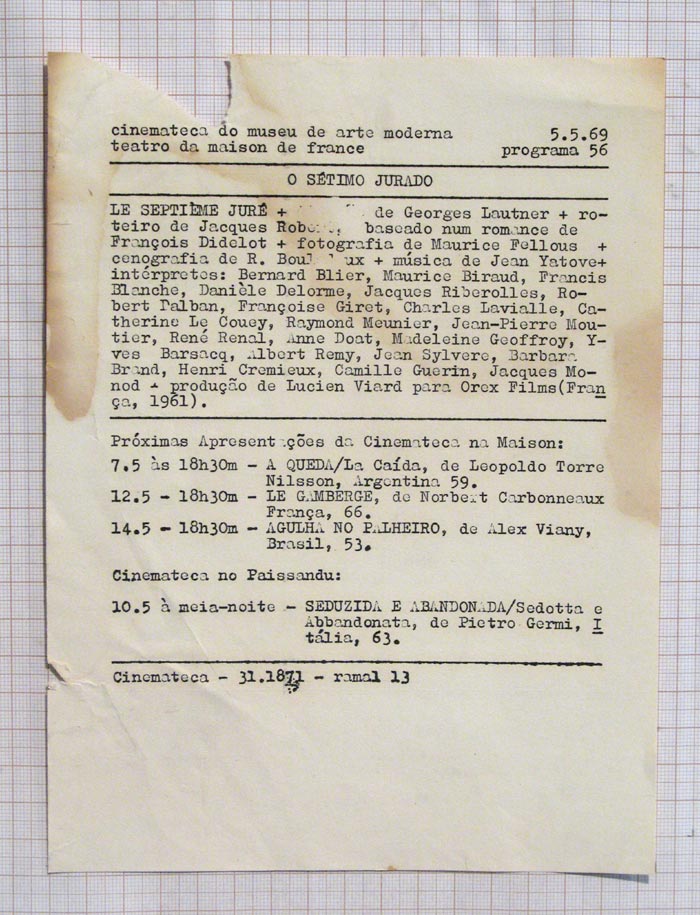 cinemateca do museu de arte moderna 5.5.69
teatro da maison de france programa 56
O SÉTIMO JURADO
LE SEPTIÈME JURÉ + de Georges Lautner + ro-
teiro de Jacques baseado num romance de
François Didelot + fotografia de Maurice Fellous +
cenografia de R. + música de Jean Yatove+
intérpretes: Bernard Blier, Maurice Biraud, Francis
Blanche, Danièle Delorme, Jacques Riberolles, Ro-
bert Dalban, Françoise Giret, Charles Lavialle, Ca-
therine Le Couey, Raymond Meunier, Jean-Pierre Mou-
tier, René Renal, Anne Doat, Madeleine Geoffroy, Y-
ves Barsacq, Albert Remy, Jean Sylvere, Barbara
Brand, Henri Cremieux, Camille Guerin, Jacques Mo-
nod + produção de Lucien Viard para Orex Films(Fran
ça, 1961).
Próximas Apresentações da Cinemateca na Maison:
7.5 às 18h30m - A QUEDA/La Caída, de Leopoldo Torre
Nilsson, Argentina 59.
12.5 - 18h30m - LE GAMBERGE, de Norbert Carbonneaux
França, 66.
14.5 - 18h30m - AGULHA NO PALHEIRO, de Alex Viany,
Brasil, 53.
Cinemateca no Paissandu:
10.5 à meia-noite - SEDUZIDA E ABANDONADA/Sedotta e
Abbandonata, de Pietro Germi, I
tália, 63.
Cinemateca - 31.1871 - ramal 13